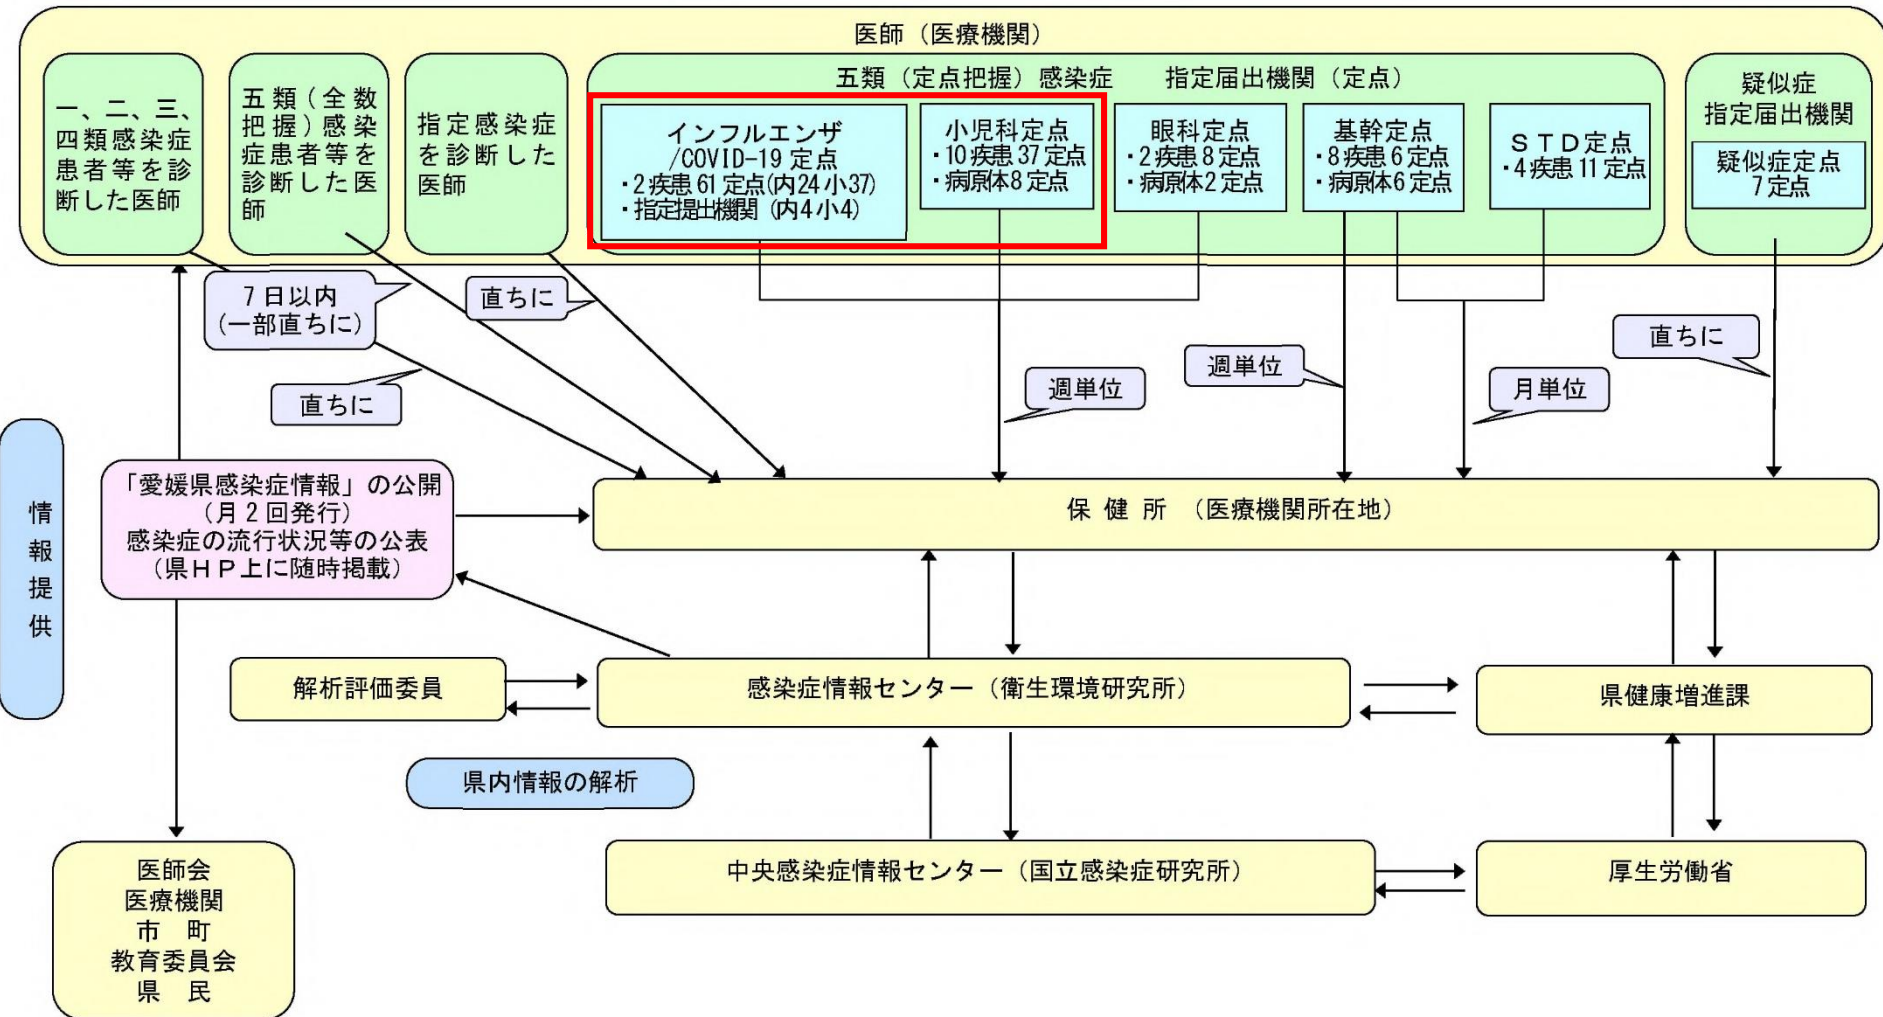 医師（医療機関）
一、二、三、
四類感染症
患者等を診
断した医師
五類（全数
把握）感染
症患者等を
診断した医
師
指定感染症
を診断した
医師
五類（定点把握）感染症　　指定届出機関（定点）
インフルエンザ
/COVID-19 定点
・2疾患61定点(内24小37)
・指定提出機関（内4小4）
小児科定点
・10疾患37定点
・病原体8定点
眼科定点
・2疾患8定点
・病原体2定点
基幹定点
・8疾患6定点
・病原体6定点
ＳＴＤ定点
・4疾患11定点
疑似症
指定届出機関
疑似症定点
7定点
7日以内
(一部直ちに)
直ちに
直ちに
週単位
週単位
月単位
直ちに
情報提供
「愛媛県感染症情報」の公開
（月2回発行）
感染症の流行状況等の公表
（県ＨＰ上に随時掲載）
保 健 所 （医療機関所在地）
解析評価委員
感染症情報センター（衛生環境研究所）
県健康増進課
県内情報の解析
中央感染症情報センター（国立感染症研究所）
厚生労働省
医師会
医療機関
市　町
教育委員会
県　民